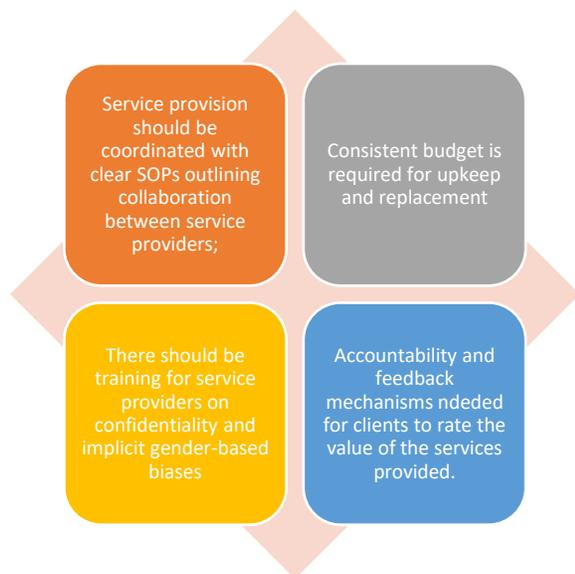 Service provision
should be
coordinated with
clear SOPs outlining
collaboration
between service
providers;
Consistent budget is
required for upkeep
and replacement
There should be
training for service
providers on
confidentiality and
implicit gender-based
biases
Accountability and
feedback
mechanisms ndeded
for clients to rate the
value of the services
provided.